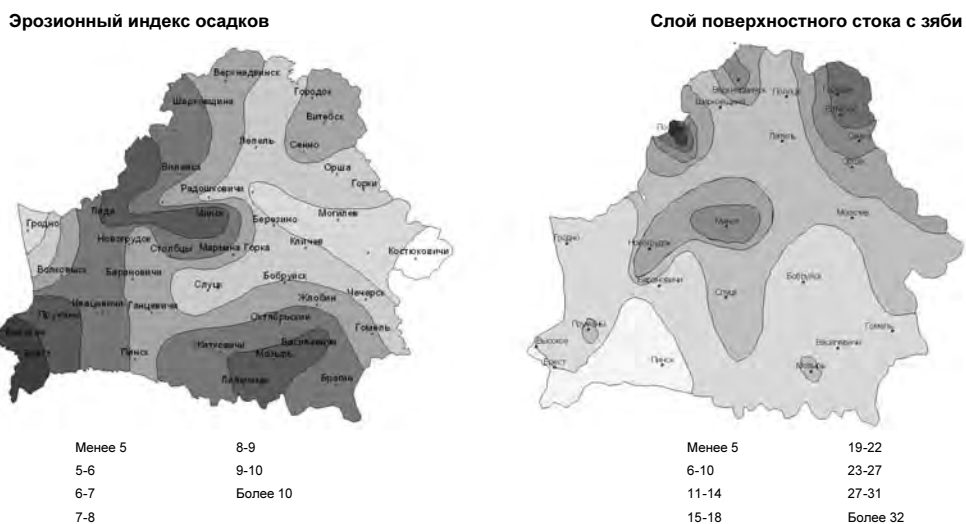 Эрозионный индекс осадков
Слой поверхностного стока с зяби
Верхнедвинск
Шарковщина
Городок
Витебск
Лепель
Сенно
Вилейка
Орша
Горки
Радошковичи
Лида
Минск
Березино
Могилев
Гродно
Новогрудок
Столбцы
Марьина Горка
Кличев
Костюковичи
Волковыск
Барановичи
Слуцк
Бобруйск
Чечерск
Жлобин
Пружаны
Ивацевичи
Ганцевичи
Октябрьский
Гомель
Брест
Пинск
Житковичи
Василевичи
Мозырь
Лельчицы
Брагин
Верхнедвинск
Полоцк
Шарковщина
Лепель
Орша
Минск
Могилев
Гродно
Новогрудок
Барановичи
Слуцк
Бобруйск
Пружаны
Гомель
Высокое
Брест
Пинск
Василевичи
Мозырь
Менее 5
8-9
5-6
9-10
6-7
Более 10
7-8
Менее 5
19-22
6-10
23-27
11-14
27-31
15-18
Более 32